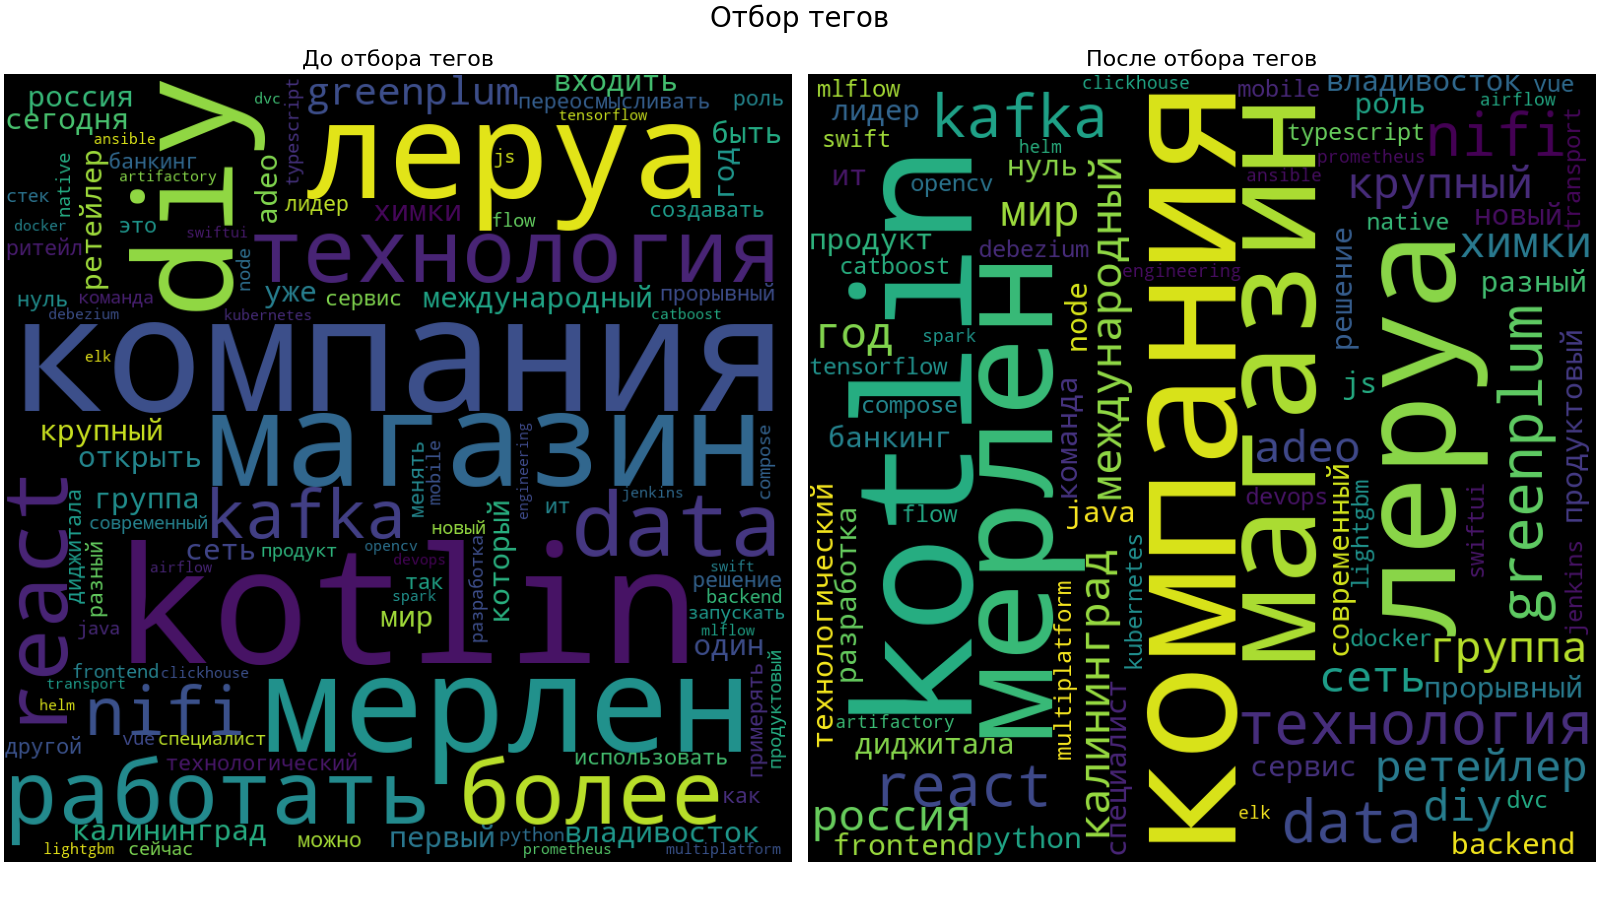 Отбор тегов
До отбора тегов
россия
dvc
typescript
greenplum
входить
переосмысливать
роль
сегодня
ansible
tensorflow
diy
леруа
js
быть
банкинг
artifactory
ретейлер
native
adeo
год
стек
лидер
химки
flow
создавать
docker
это
swiftui
ритейл
технология
node
нуль
команда
уже
сервис
международный
прорывный
debezium
kubernetes
catboost
компания
elk
магазин
крупный
открыть
compose
engineering
mobile
менять
react
диджитала
группа
современный
kafka
ит
jenkins
data
новый
который
сеть
продукт
opencv
devops
разный
airflow
разработка
так
swift
решение
spark
backend
kotlin
запускать
java
мир
mlflow
один
frontend
clickhouse
transport
мерлен
helm
nifi
примерять
продуктовый
другой
vue
специалист
технологический
использовать
работать
более
как
калининград
можно
первый
python
владивосток
lightgbm
сейчас
prometheus
multiplatform
После отбора тегов
mlflow
clickhouse
mobile
владивосток
vue
лидер
kafka
роль
airflow
swift
helm
typescript
nifi
transport
prometheus
ит
opencv
нуль
ansible
крупный
мир
native
новый
продукт
debezium
химки
catboost
engineering
решение
разный
kotlin
мерлен
международный
компания
магазин
леруа
node
год
spark
greenplum
продуктовый
tensorflow
js
compose
команда
банкинг
adeo
devops
технологический
разработка
flow
java
современный
lightgbm
swiftui
kubernetes
калининград
multiplatform
jenkins
docker
группа
сеть
прорывный
специалист
artifactory
диджитала
технология
сервис
ретейлер
react
россия
data
diy
dvc
elk
frontend
python
backend